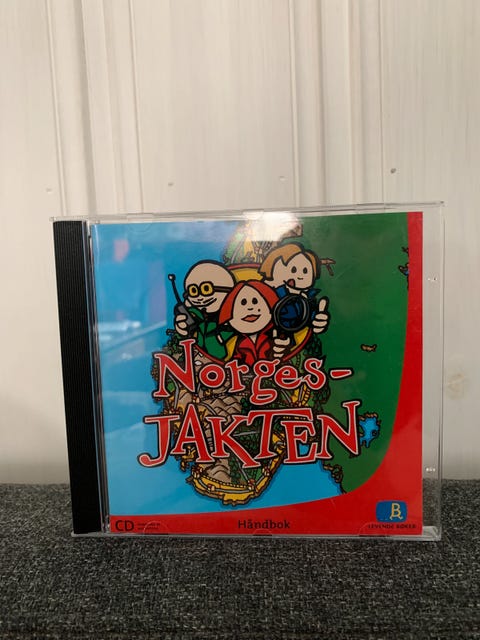 Norges-
JAKTEN
CD
Håndbok
B
LEVENDE BØKER